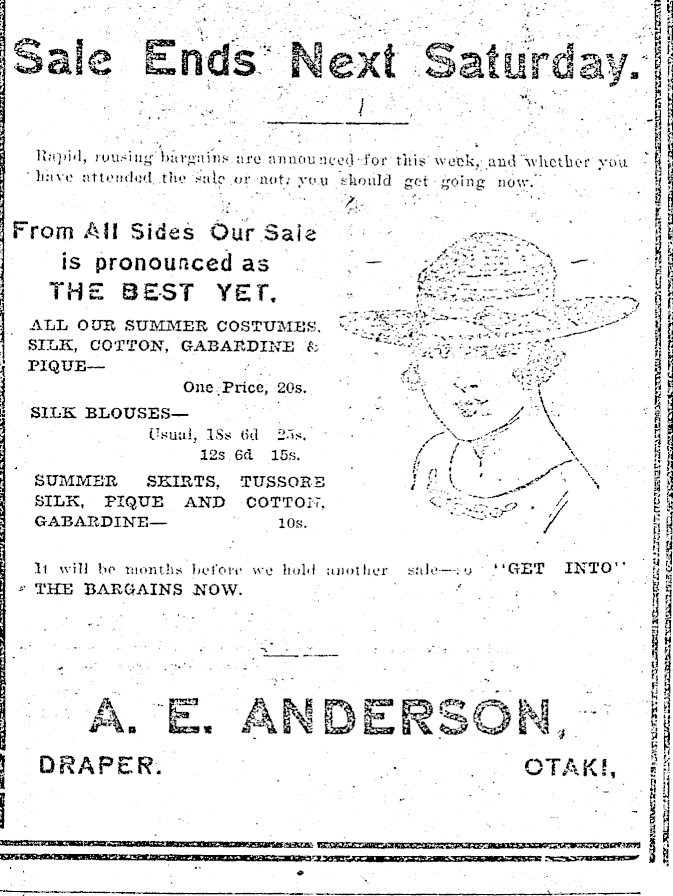 Sale Ends Next Saturday.
Rapid, rousing bargains are announced for this week, and whether you
have attended the sale or not, you should get going now.
From All Sides Our Sale
is pronounced as
THE BEST YET.
ALL OUR SUMMER COSTUMES,
SILK, COTTON, GABARDINE &
PIQUE—
One Price, 20s.
SILK BLOUSES—
Usual, 18s 6d 25s.
12s 6d 15s.
SUMMER SKIRTS, TUSSORE
SILK, PIQUE AND COTTON,
GABARDINE— 10s.
It will be months before we hold another sale—so "GET INTO"
THE BARGAINS NOW.
A. E. ANDERSON,
DRAPER. OTAKI,